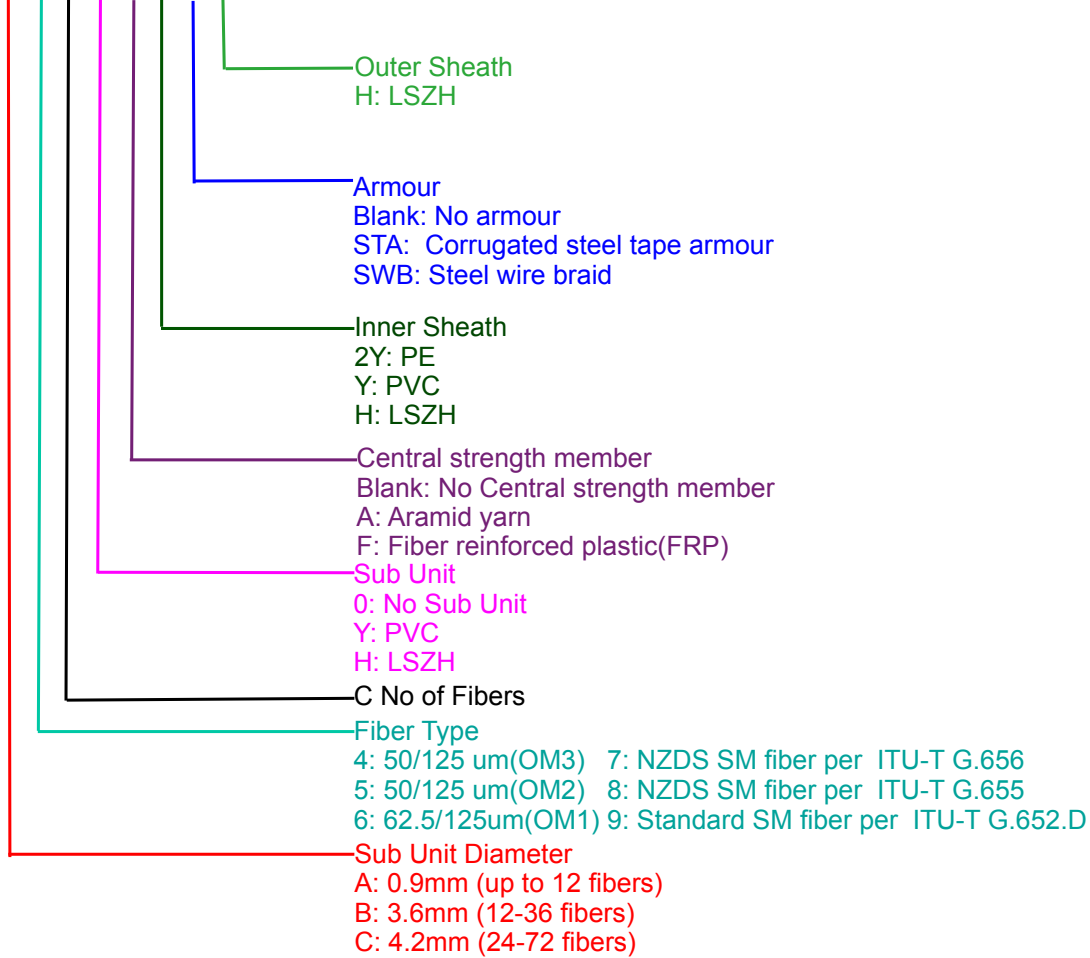 Outer Sheath
H: LSZH
Armour
Blank: No armour
STA: Corrugated steel tape armour
SWB: Steel wire braid
Inner Sheath
2Y: PE
Y: PVC
H: LSZH
Central strength member
Blank: No Central strength member
A: Aramid yarn
F: Fiber reinforced plastic(FRP)
Sub Unit
0: No Sub Unit
Y: PVC
H: LSZH
C No of Fibers
Fiber Type
4: 50/125 um(OM3) 7: NZDS SM fiber per ITU-T G.656
5: 50/125 um(OM2) 8: NZDS SM fiber per ITU-T G.655
6: 62.5/125um(OM1) 9: Standard SM fiber per ITU-T G.652.D
Sub Unit Diameter
A: 0.9mm (up to 12 fibers)
B: 3.6mm (12-36 fibers)
C: 4.2mm (24-72 fibers)